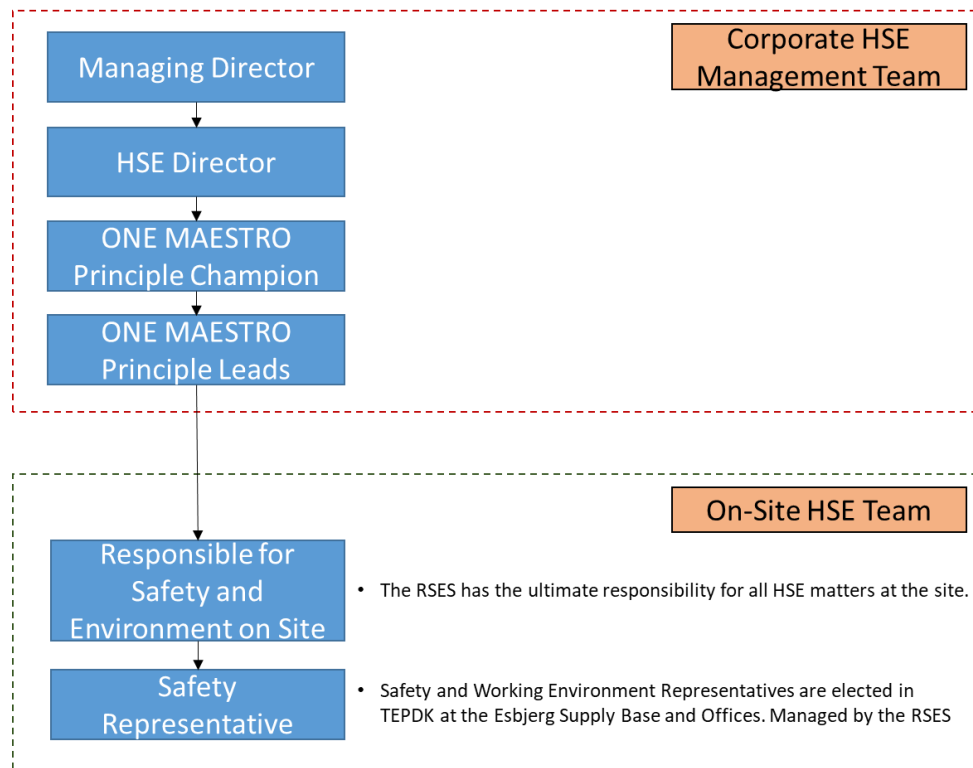 Corporate HSE
Management Team
Managing Director
HSE Director
ONE MAESTRO
Principle Champion
ONE MAESTRO
Principle Leads
On-Site HSE Team
Responsible for
Safety and
Environment on Site
• The RSES has the ultimate responsibility for all HSE matters at the site.
Safety
Representative
• Safety and Working Environment Representatives are elected in
TEPDK at the Esbjerg Supply Base and Offices. Managed by the RSES